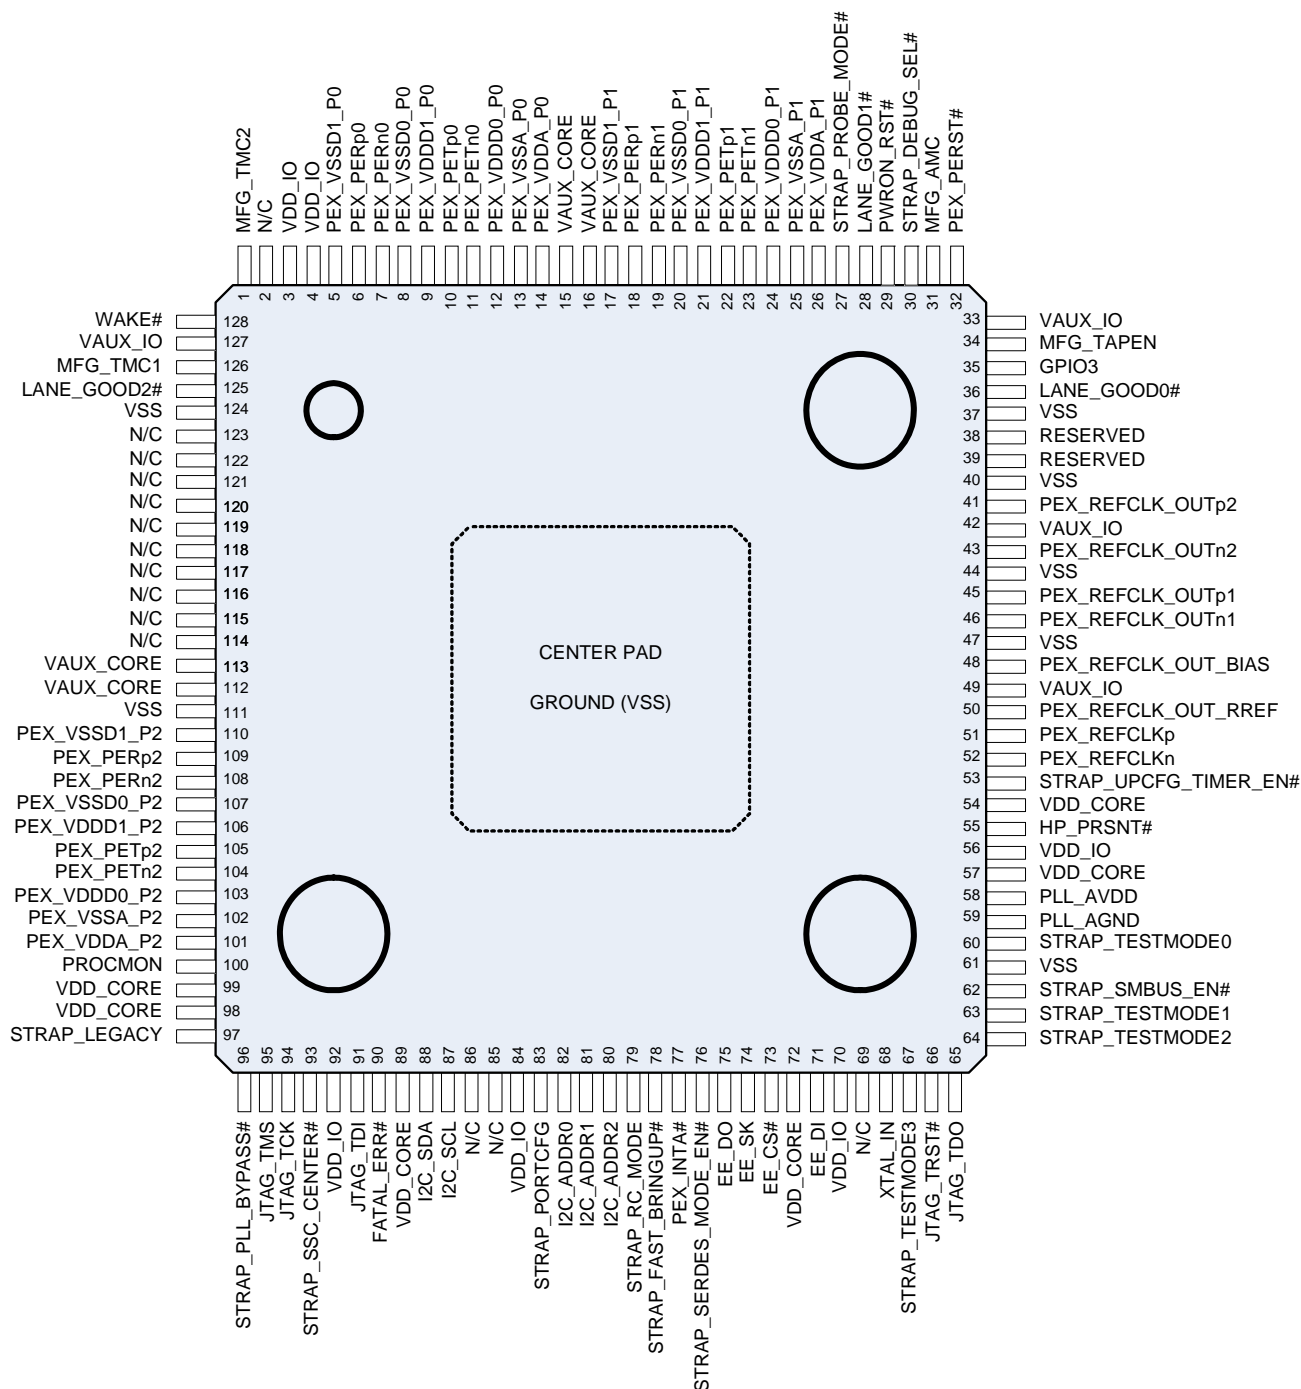 MFG_TMC2
N/C
VDD_IO
VDD_IO
PEX_VSSD1_P0
PEX_PERp0
PEX_PERn0
PEX_VSSD0_P0
PEX_VDDD1_P0
PEX_PETp0
PEX_PETn0
PEX_VDDD0_P0
PEX_VSSA_P0
PEX_VDDA_P0
VAUX_CORE
VAUX_CORE
PEX_VSSD1_P1
PEX_PERp1
PEX_PERn1
PEX_VSSD0_P1
PEX_VDDD1_P1
PEX_PETp1
PEX_PETn1
PEX_VDDD0_P1
PEX_VSSA_P1
PEX_VDDA_P1
STRAP_PROBE_MODE#
LANE_GOOD1#
PWRON_RST#
STRAP_DEBUG_SEL#
MFG_AMC
PEX_PERST#
1 2 3 4 5 6 7 8 9 10 11 12 13 14 15 16 17 18 19 20 21 22 23 24 25 26 27 28 29 30 31 32
WAKE# 128
VAUX_IO 127
MFG_TMC1 126
LANE_GOOD2# 125
VSS 124
N/C 123
N/C 122
N/C 121
N/C 120
N/C 119
N/C 118
N/C 117
N/C 116
N/C 115
N/C 114
VAUX_CORE 113
VAUX_CORE 112
VSS 111
PEX_VSSD1_P2 110
PEX_PERp2 109
PEX_PERn2 108
PEX_VSSD0_P2 107
PEX_VDDD1_P2 106
PEX_PETp2 105
PEX_PETn2 104
PEX_VDDD0_P2 103
PEX_VSSA_P2 102
PEX_VDDA_P2 101
PROCMON 100
VDD_CORE 99
VDD_CORE 98
STRAP_LEGACY 97
CENTER PAD
GROUND (VSS)
33 VAUX_IO
34 MFG_TAPEN
35 GPIO3
36 LANE_GOOD0#
37 VSS
38 RESERVED
39 RESERVED
40 VSS
41 PEX_REFCLK_OUTp2
42 VAUX_IO
43 PEX_REFCLK_OUTn2
44 VSS
45 PEX_REFCLK_OUTp1
46 PEX_REFCLK_OUTn1
47 VSS
48 PEX_REFCLK_OUT_BIAS
49 VAUX_IO
50 PEX_REFCLK_OUT_RREF
51 PEX_REFCLKp
52 PEX_REFCLKn
53 STRAP_UPCFG_TIMER_EN#
54 VDD_CORE
55 HP_PRSNT#
56 VDD_IO
57 VDD_CORE
58 PLL_AVDD
59 PLL_AGND
60 STRAP_TESTMODE0
61 VSS
62 STRAP_SMBUS_EN#
63 STRAP_TESTMODE1
64 STRAP_TESTMODE2
96 95 94 93 92 91 90 89 88 87 86 85 84 83 82 81 80 79 78 77 76 75 74 73 72 71 70 69 68 67 66 65
STRAP_PLL_BYPASS#
JTAG_TMS
JTAG_TCK
STRAP_SSC_CENTER#
VDD_IO
JTAG_TDI
FATAL_ERR#
VDD_CORE
I2C_SDA
I2C_SCL
N/C
N/C
VDD_IO
STRAP_PORTCFG
I2C_ADDR0
I2C_ADDR1
I2C_ADDR2
STRAP_RC_MODE
STRAP_FAST_BRINGUP#
PEX_INTA#
STRAP_SERDES_MODE_EN#
EE_DO
EE_SK
EE_CS#
VDD_CORE
EE_DI
VDD_IO
N/C
XTAL_IN
STRAP_TESTMODE3
JTAG_TRST#
JTAG_TDO